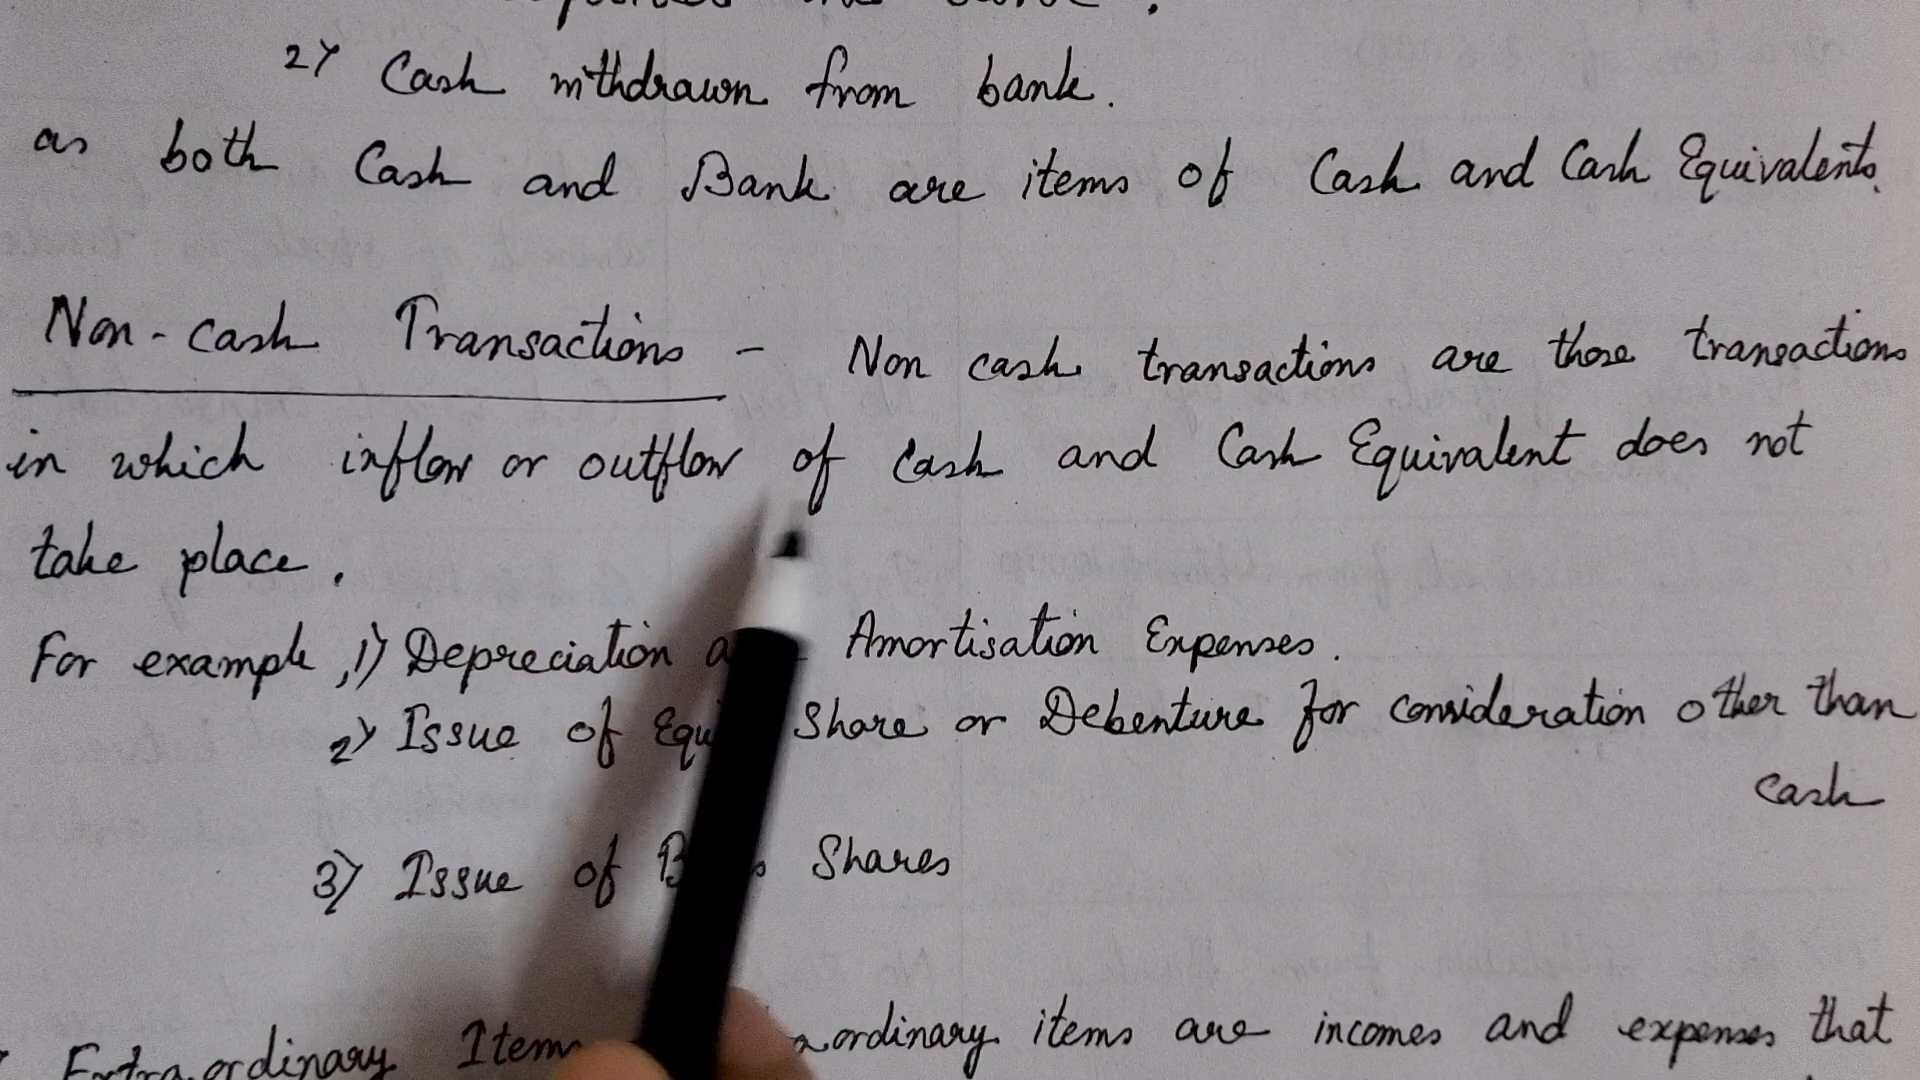 2) Cash withdrawn from bank.
as both Cash and Bank are items of Cash and Cash Equivalents.
Non-cash Transactions - Non cash transactions are those transactions
in which inflow or outflow of cash and Cash Equivalent does not
take place.
For example, 1) Depreciation Amortisation Expenses.
2) Issue of Share or Debenture for consideration other than
cash
3) Issue of Shares
Extraordinary items are incomes and expenses that